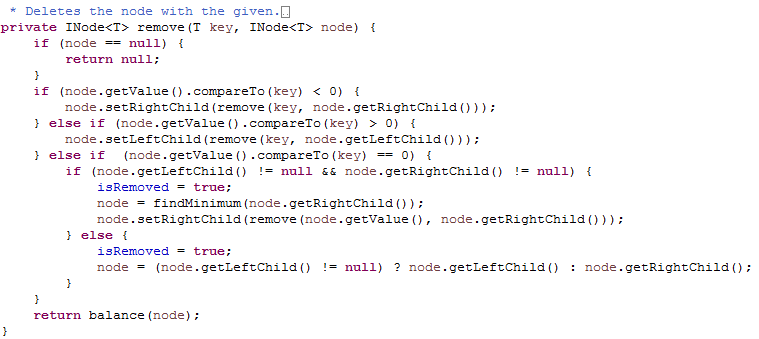 * Deletes the node with the given.
private INode<T> remove(T key, INode<T> node) {
    if (node == null) {
        return null;
    }
    if (node.getValue().compareTo(key) < 0) {
        node.setRightChild(remove(key, node.getRightChild()));
    } else if (node.getValue().compareTo(key) > 0) {
        node.setLeftChild(remove(key, node.getLeftChild()));
    } else if  (node.getValue().compareTo(key) == 0) {
        if (node.getLeftChild() != null && node.getRightChild() != null) {
            isRemoved = true;
            node = findMinimum(node.getRightChild());
            node.setRightChild(remove(node.getValue(), node.getRightChild()));
        } else {
            isRemoved = true;
            node = (node.getLeftChild() != null) ? node.getLeftChild() : node.getRightChild();
        }
    }
    return balance(node);
}